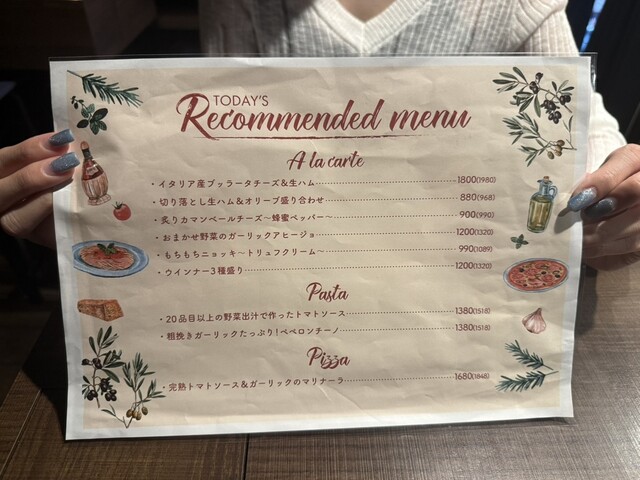 TODAY'S
Recommended menu
A la carte
・イタリア産ブッラータチーズ&生ハム 1800(1980)
・切り落とし生ハム&オリーブ盛り合わせ 880(968)
・炙りカマンベールチーズ〜蜂蜜ペッパー〜 900(990)
・おまかせ野菜のガーリックアヒージョ 1200(1320)
・もちもちニョッキ〜トリュフクリーム〜 990(1089)
・ウインナー3種盛り 1200(1320)
Pasta
・20品目以上の野菜出汁で作ったトマトソース 1380(1518)
・粗挽きガーリックたっぷり!ペペロンチーノ 1380(1518)
Pizza
・完熟トマトソース&ガーリックのマリナーラ 1680(1848)